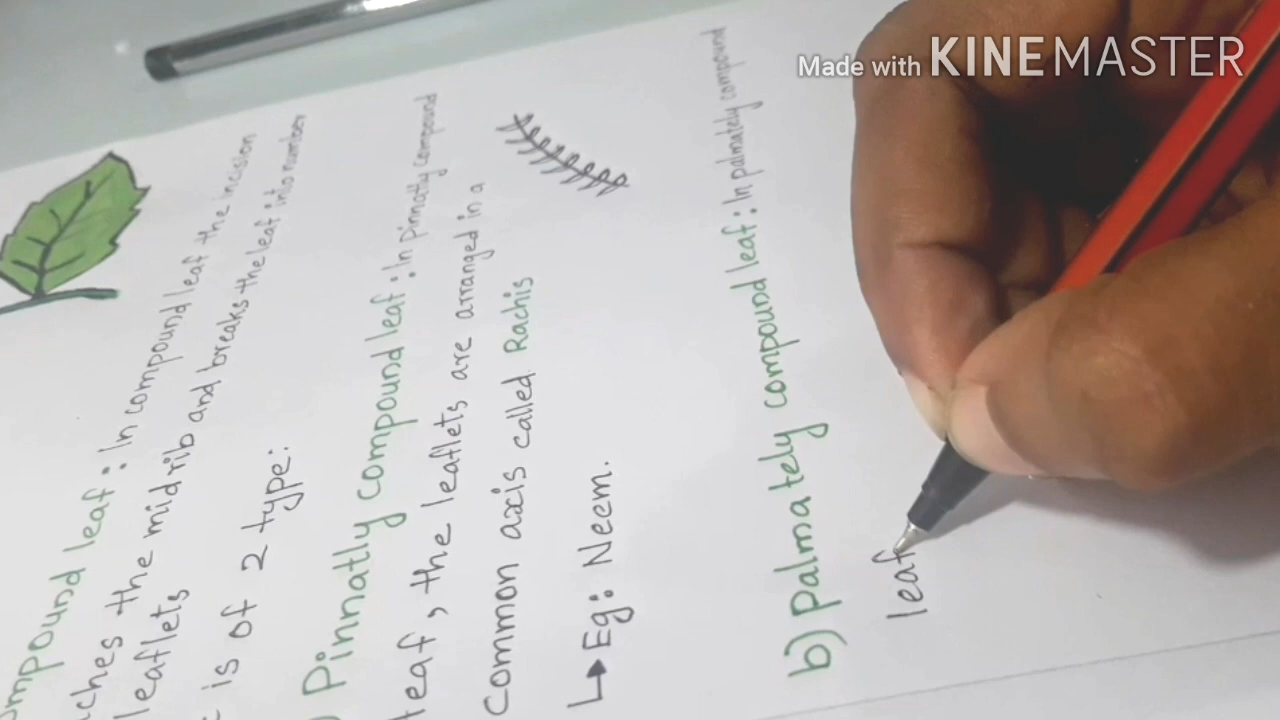 Made with KINEMASTER
leaf: In compound leaf the incision
the midrib and breaks the leaf into number
leaflets
is of 2 type:
Pinnatly compound leaf: In pinnatly compound
leaf, the leaflets are arranged in a
common axis called Rachis
↳ Eg: Neem.
b) palmately compound leaf: In palmately compound
leaf